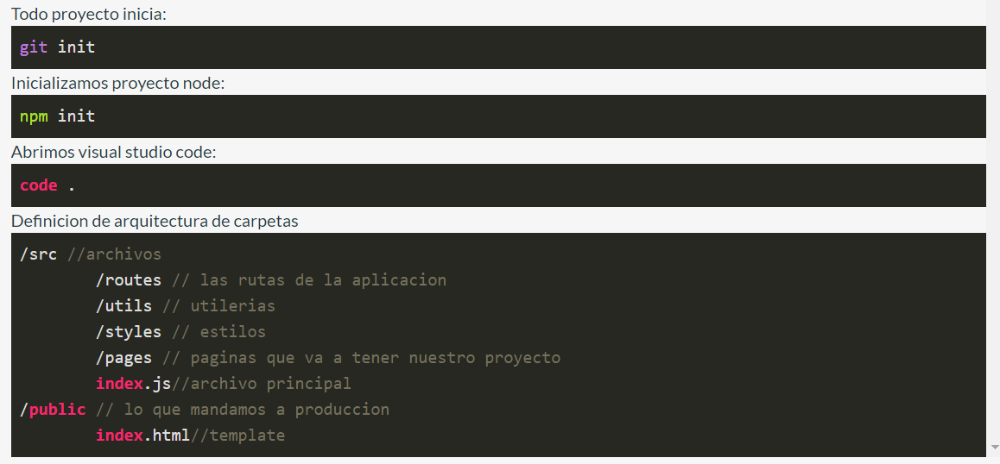 Todo proyecto inicia:
git init
Inicializamos proyecto node:
npm init
Abrimos visual studio code:
code .
Definicion de arquitectura de carpetas
/src //archivos
/routes // las rutas de la aplicacion
/utils // utilerias
/styles // estilos
/pages // paginas que va a tener nuestro proyecto
index.js//archivo principal
/public // lo que mandamos a produccion
index.html//template